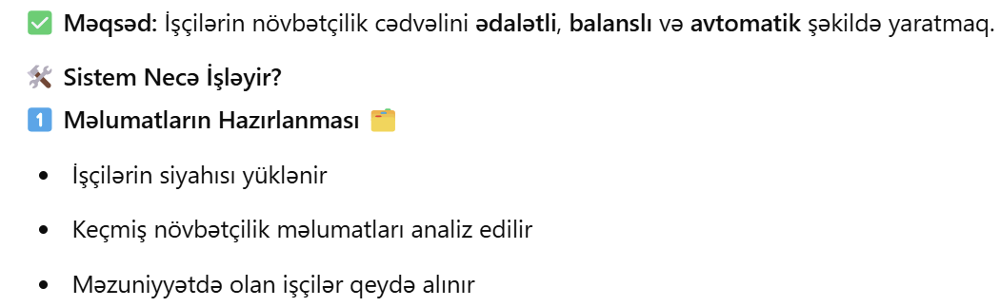 ✅ Məqsəd: İşçilərin növbətçilik cədvəlini ədalətli, balanslı və avtomatik şəkildə yaratmaq.
🛠️ Sistem Necə İşləyir?
1️⃣ Məlumatların Hazırlanması 🗂️
• İşçilərin siyahısı yüklənir
• Keçmiş növbətçilik məlumatları analiz edilir
• Məzuniyyətdə olan işçilər qeydə alınır